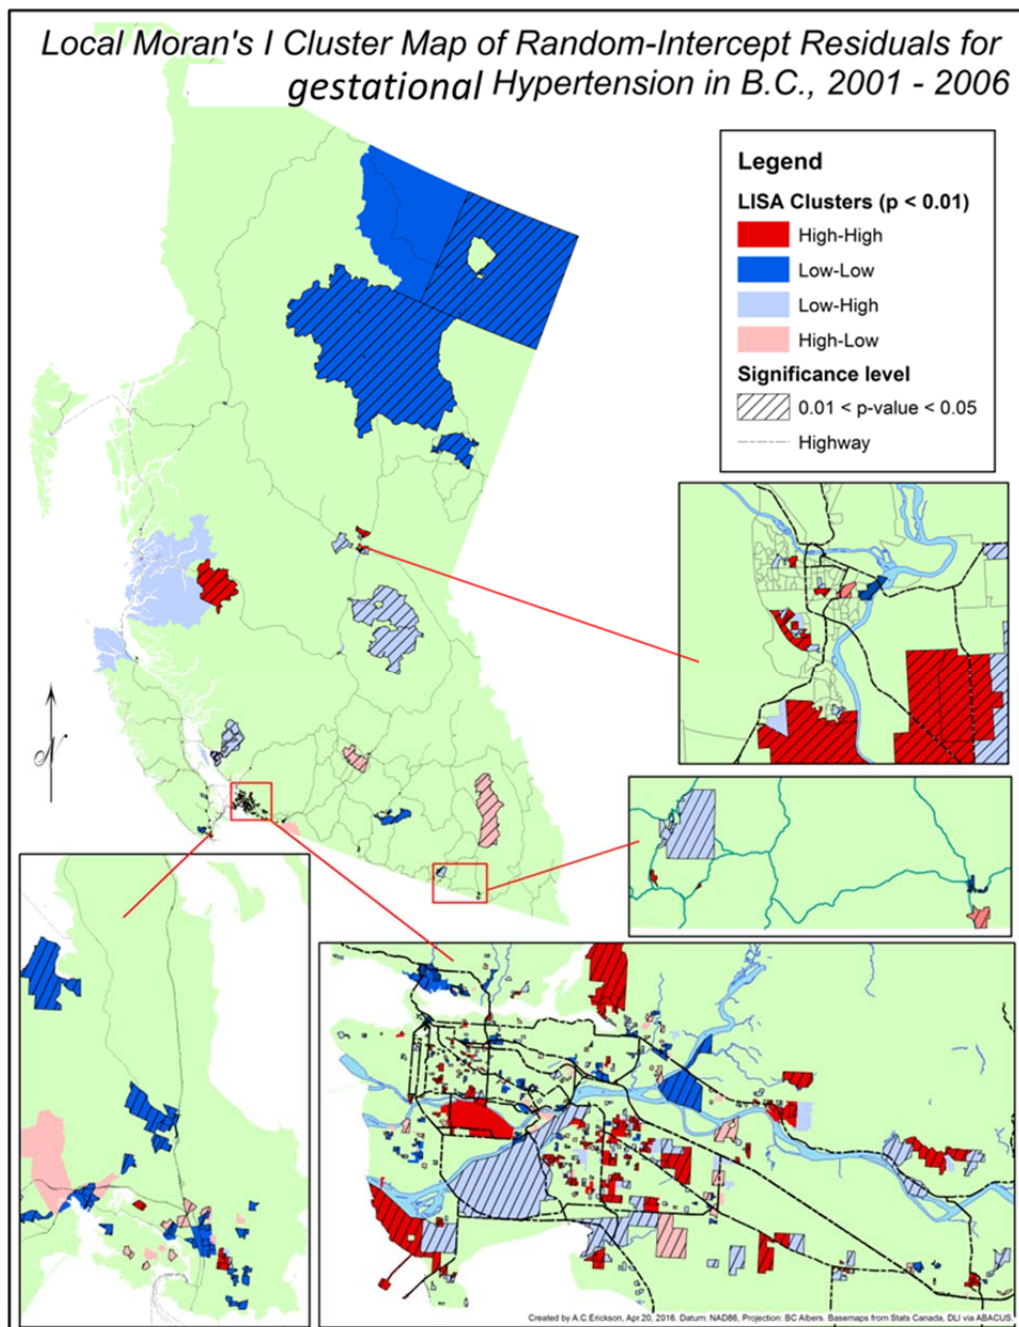 Local Moran's I Cluster Map of Random-Intercept Residuals for
gestational Hypertension in B.C., 2001 - 2006
Legend
LISA Clusters (p < 0.01)
High-High
Low-Low
Low-High
High-Low
Significance level
0.01 < p-value < 0.05
Highway
N
Created by A.C.Erickson, Apr.20, 2016. Datum: NAD86, Projection: BC Albers. Basemaps from Stats Canada, DLI via ABACUS.